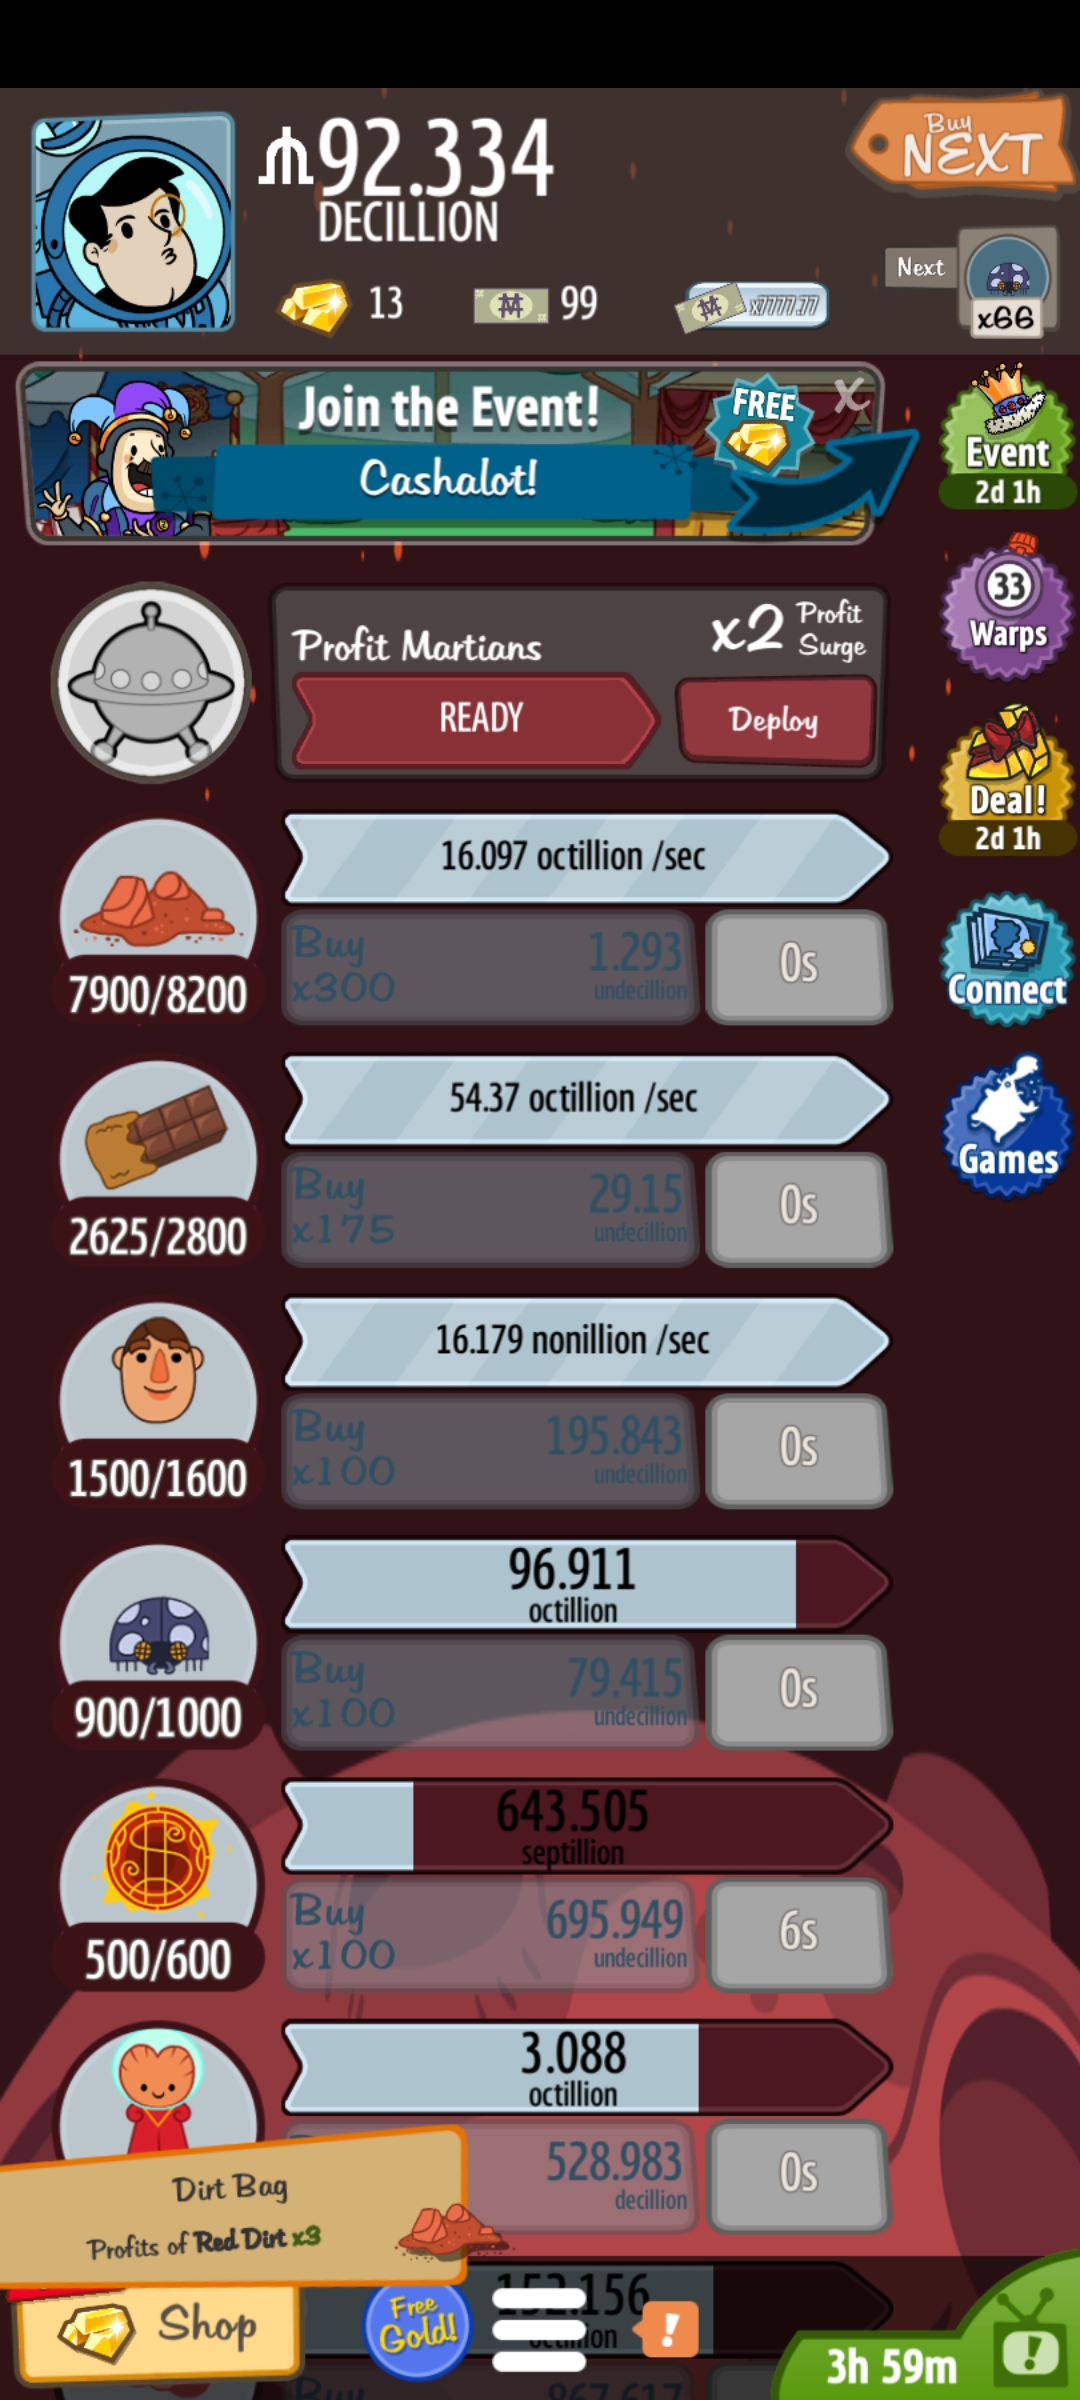 92.334
DECILLION
Buy
NEXT
13
99
x7777.77
Next
x66
Join the Event!
Cashalot!
FREE
X
Event
2d 1h
33
Warps
Profit Martians
x2 Profit
Surge
READY
Deploy
Deal!
2d 1h
16.097 octillion /sec
Buy
x300
1.293
undecillion
0s
7900/8200
Connect
54.37 octillion /sec
Buy
x175
29.15
undecillion
0s
2625/2800
Games
16.179 nonillion /sec
Buy
x100
195.843
undecillion
0s
1500/1600
96.911
octillion
Buy
x100
79.415
undecillion
0s
900/1000
643.505
septillion
Buy
x100
695.949
undecillion
6s
500/600
3.088
octillion
528.983
decillion
0s
Dirt Bag
Profits of Red Dirt x3
152.156
octillion
Shop
Free
Gold!
!
3h 59m
!
Buy
867.617